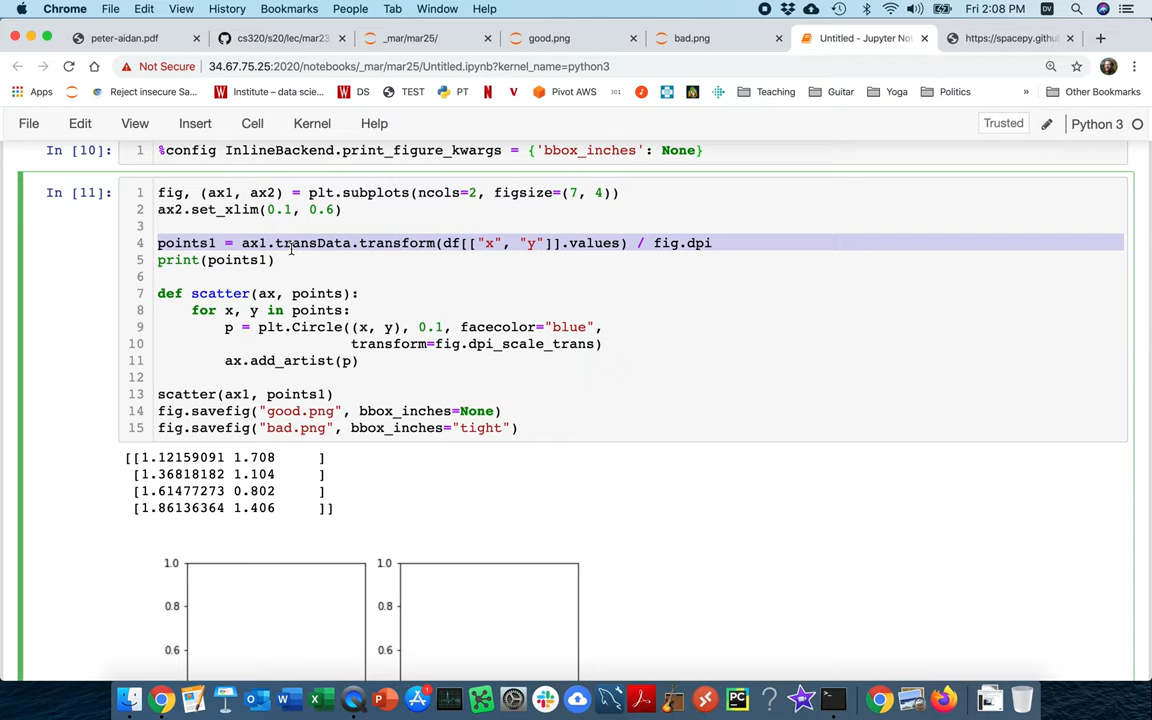 Chrome File Edit View History Bookmarks People Tab Window Help Fri 2:08 PM DV
peter-aidan.pdf cs320/s20/lec/mar23 _mar/mar25/ good.png bad.png Untitled - Jupyter Not https://spacepy.githu
Not Secure 34.67.75.25:2020/notebooks/_mar/mar25/Untitled.ipynb?kernel_name=python3
Apps Reject insecure Sa... Institute – data scie... DS TEST PT Pivot AWS Teaching Guitar Yoga Politics » Other Bookmarks
File Edit View Insert Cell Kernel Help Trusted Python 3
In [10]: 1 %config InlineBackend.print_figure_kwargs = {'bbox_inches': None}
In [11]: 1 fig, (ax1, ax2) = plt.subplots(ncols=2, figsize=(7, 4))
2 ax2.set_xlim(0.1, 0.6)
3
4 points1 = ax1.transData.transform(df[["x", "y"]].values) / fig.dpi
5 print(points1)
6
7 def scatter(ax, points):
8 for x, y in points:
9 p = plt.Circle((x, y), 0.1, facecolor="blue",
10 transform=fig.dpi_scale_trans)
11 ax.add_artist(p)
12
13 scatter(ax1, points1)
14 fig.savefig("good.png", bbox_inches=None)
15 fig.savefig("bad.png", bbox_inches="tight")
[[1.12159091 1.708 ]
[1.36818182 1.104 ]
[1.61477273 0.802 ]
[1.86136364 1.406 ]]
1.0 1.0
0.8 0.8
0.6 0.6